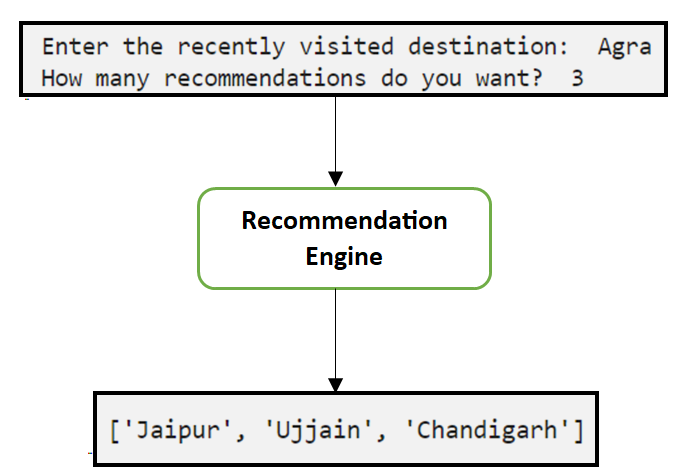 Enter the recently visited destination: Agra
How many recommendations do you want? 3
Recommendation
Engine
['Jaipur', 'Ujjain', 'Chandigarh']